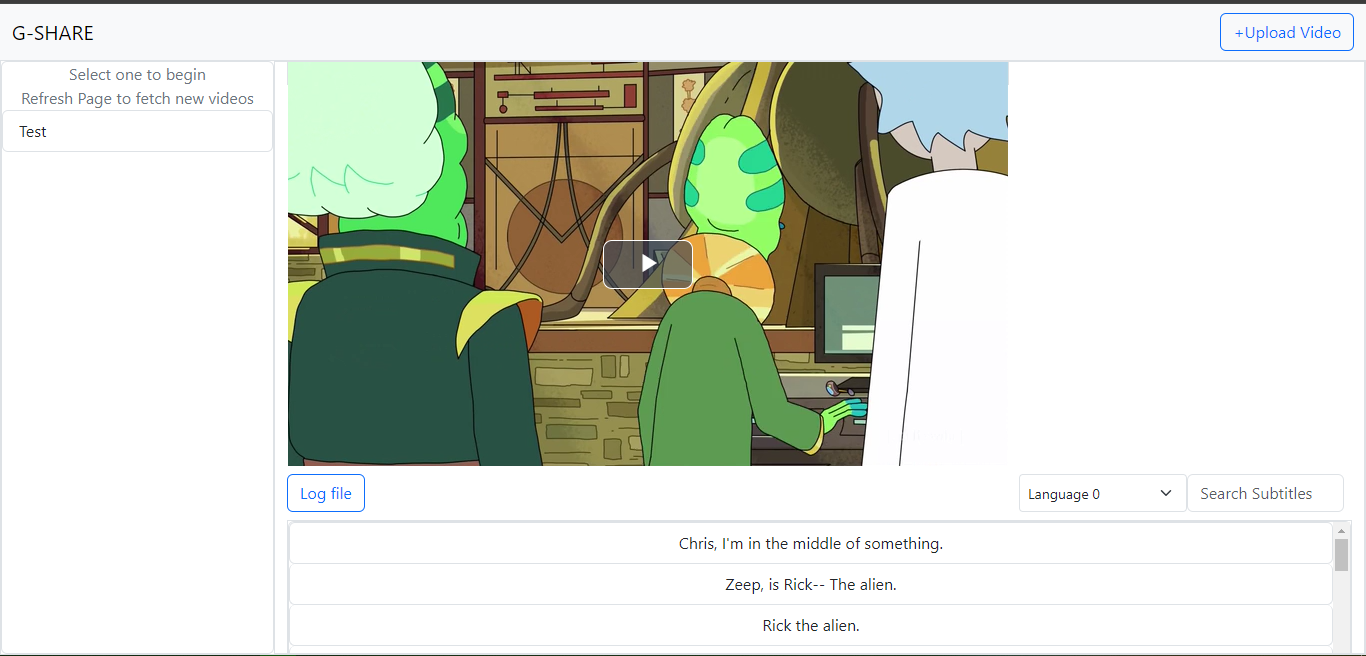 G-SHARE
+Upload Video
Select one to begin
Refresh Page to fetch new videos
Test
Log file
Language 0
Search Subtitles
Chris, I'm in the middle of something.
Zeep, is Rick-- The alien.
Rick the alien.